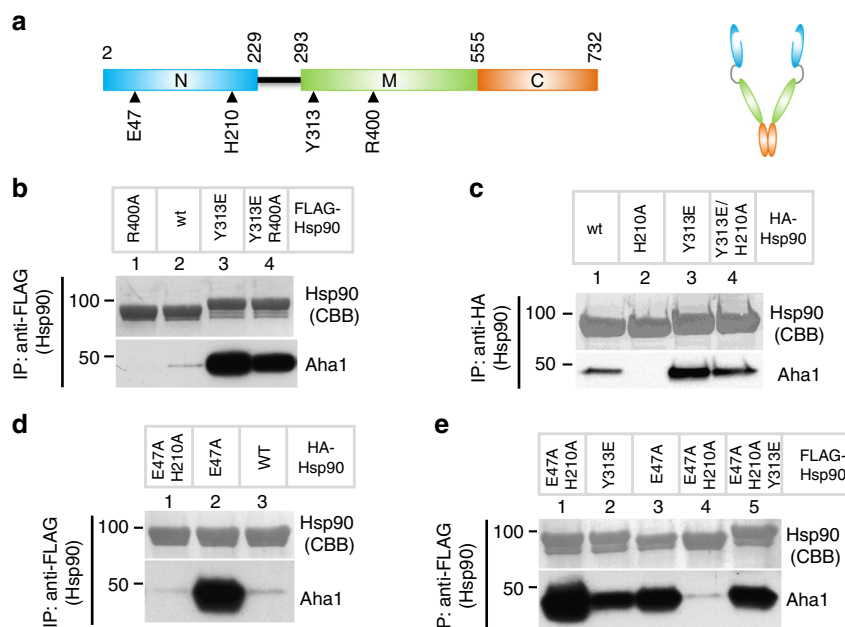 a
2
229
293
555
732
N
M
C
E47
H210
Y313
R400
b
R400A
wt
Y313E
Y313E
R400A
FLAG-
Hsp90
1 2 3 4
IP: anti-FLAG
(Hsp90)
100
Hsp90
(CBB)
50
Aha1
c
wt
H210A
Y313E
Y313E/
H210A
HA-
Hsp90
1 2 3 4
IP: anti-HA
(Hsp90)
100
Hsp90
(CBB)
50
Aha1
d
E47A
H210A
E47A
WT
HA-
Hsp90
1 2 3
IP: anti-FLAG
(Hsp90)
100
Hsp90
(CBB)
50
Aha1
e
E47A
H210A
Y313E
E47A
E47A
H210A
E47A
H210A
Y313E
FLAG-
Hsp90
1 2 3 4 5
P: anti-FLAG
(Hsp90)
100
Hsp90
(CBB)
50
Aha1